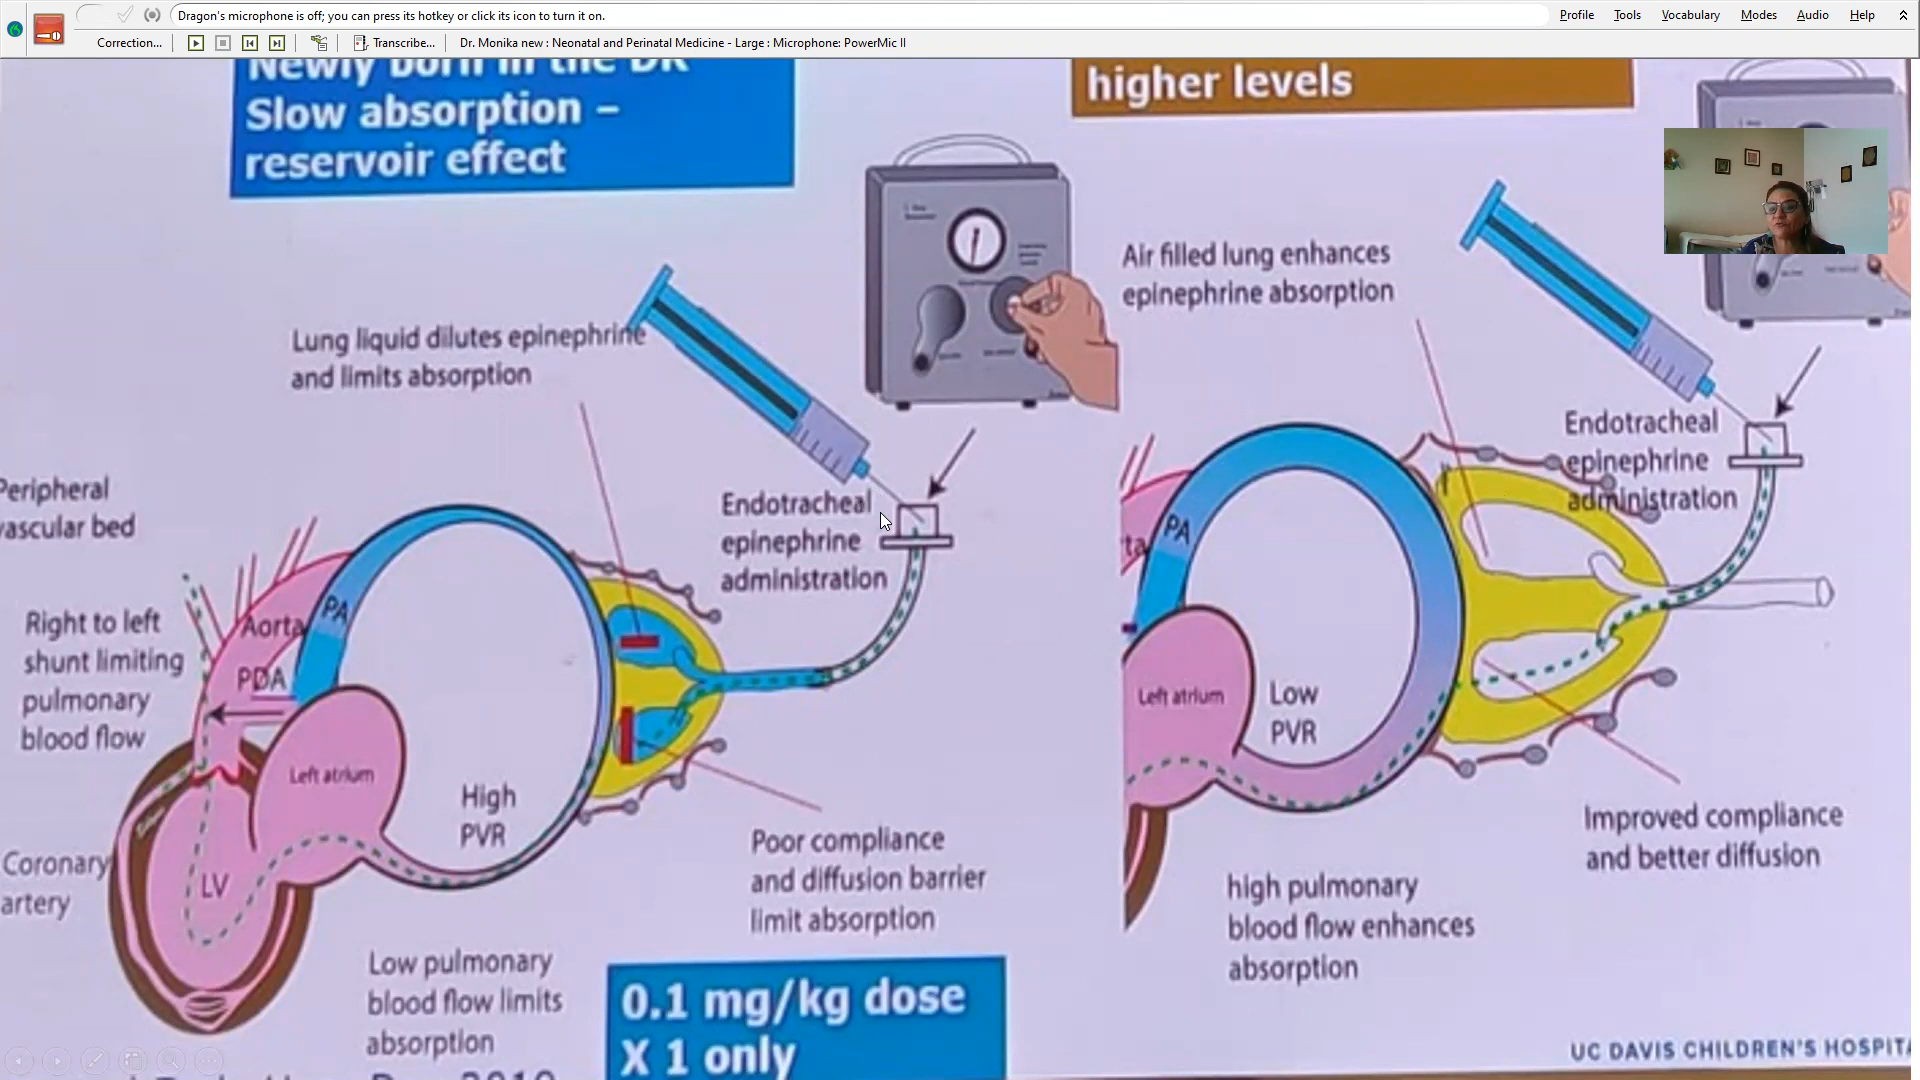 Dragon's microphone is off; you can press its hotkey or click its icon to turn it on.
Profile Tools Vocabulary Modes Audio Help
Correction... Transcribe... Dr. Monika new : Neonatal and Perinatal Medicine - Large : Microphone: PowerMic II
Newly born in the DR
Slow absorption –
reservoir effect
higher levels
Lung liquid dilutes epinephrine
and limits absorption
Peripheral
vascular bed
Endotracheal
epinephrine
administration
Right to left
shunt limiting
pulmonary
blood flow
Aorta
PA
PDA
Left atrium
High
PVR
LV
Coronary
artery
Poor compliance
and diffusion barrier
limit absorption
Low pulmonary
blood flow limits
absorption
0.1 mg/kg dose
X 1 only
Air filled lung enhances
epinephrine absorption
Endotracheal
epinephrine
administration
PA
ta
Left atrium
Low
PVR
Improved compliance
and better diffusion
high pulmonary
blood flow enhances
absorption
UC DAVIS CHILDREN'S HOSPITA